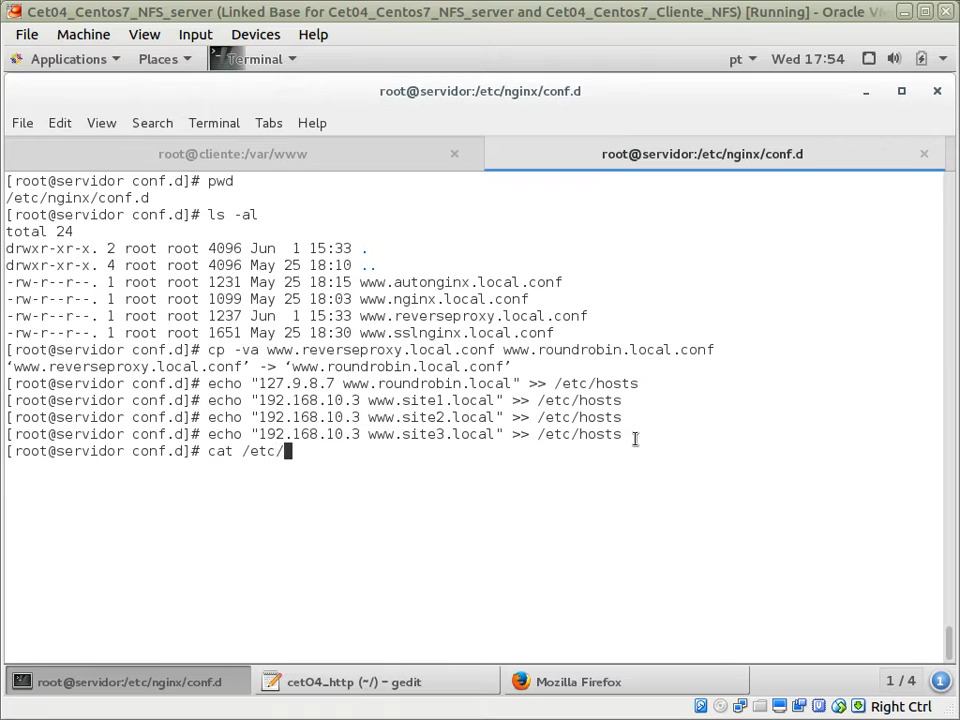 Cet04_Centos7_NFS_server (Linked Base for Cet04_Centos7_NFS_server and Cet04_Centos7_Cliente_NFS) [Running] - Oracle
File Machine View Input Devices Help
Applications Places Terminal pt Wed 17:54
root@servidor:/etc/nginx/conf.d
File Edit View Search Terminal Tabs Help
root@cliente:/var/www
root@servidor:/etc/nginx/conf.d
[root@servidor conf.d]# pwd
/etc/nginx/conf.d
[root@servidor conf.d]# ls -al
total 24
drwxr-xr-x. 2 root root 4096 Jun  1 15:33 .
drwxr-xr-x. 4 root root 4096 May 25 18:10 ..
-rw-r--r--. 1 root root 1231 May 25 18:15 www.autonginx.local.conf
-rw-r--r--. 1 root root 1099 May 25 18:03 www.nginx.local.conf
-rw-r--r--. 1 root root 1237 Jun  1 15:33 www.reverseproxy.local.conf
-rw-r--r--. 1 root root 1651 May 25 18:30 www.sslnginx.local.conf
[root@servidor conf.d]# cp -va www.reverseproxy.local.conf www.roundrobin.local.conf
‘www.reverseproxy.local.conf’ -> ‘www.roundrobin.local.conf’
[root@servidor conf.d]# echo "127.9.8.7 www.roundrobin.local" >> /etc/hosts
[root@servidor conf.d]# echo "192.168.10.3 www.site1.local" >> /etc/hosts
[root@servidor conf.d]# echo "192.168.10.3 www.site2.local" >> /etc/hosts
[root@servidor conf.d]# echo "192.168.10.3 www.site3.local" >> /etc/hosts
[root@servidor conf.d]# cat /etc/
root@servidor:/etc/nginx/conf.d
cet04_http (~/) - gedit
Mozilla Firefox
1 / 4
1
Right Ctrl